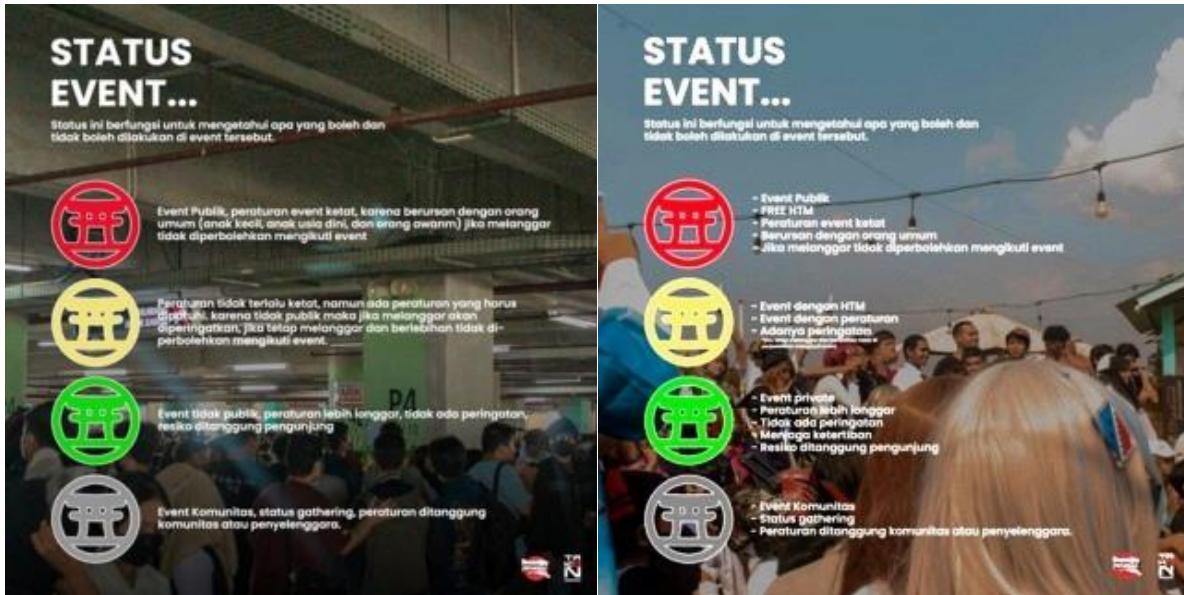 STATUS
EVENT...
Status ini berfungsi untuk mengetahui apa yang boleh dan
tidak boleh dilakukan di event tersebut.
Event Publik, peraturan event ketat, karena berursan dengan orang
umum (anak kecil, anak usia dini, dan orang awanm) jika melanggar
tidak diperbolehkan mengikuti event
Peraturan tidak terlalu ketat, namun ada peraturan yang harus
dipatuhi, karena tidak publik maka jika melanggar akan
diperingatkan, jika tetap melanggar dan berlebihan tidak di-
perbolehkan mengikuti event.
Event tidak publik, peraturan lebih longgar, tidak ada peringatan,
resiko ditanggung pengunjung
P4
Event Komunitas, status gathering, peraturan ditanggung
komunitas atau penyelenggara.
STATUS
EVENT...
Status ini berfungsi untuk mengetahui apa yang boleh dan
tidak boleh dilakukan di event tersebut.
- Event Publik
- FREE HTM
- Peraturan event ketat
- Berursan dengan orang umum
- Jika melanggar tidak diperbolehkan mengikuti event
- Event dengan HTM
- Event dengan peraturan
- Adanya peringatan
- Event private
- Peraturan lebih longgar
- Tidak ada peringatan
- Menjaga ketertiban
- Resiko ditanggung pengunjung
- Event Komunitas
- Status gathering
- Peraturan ditanggung komunitas atau penyelenggara.